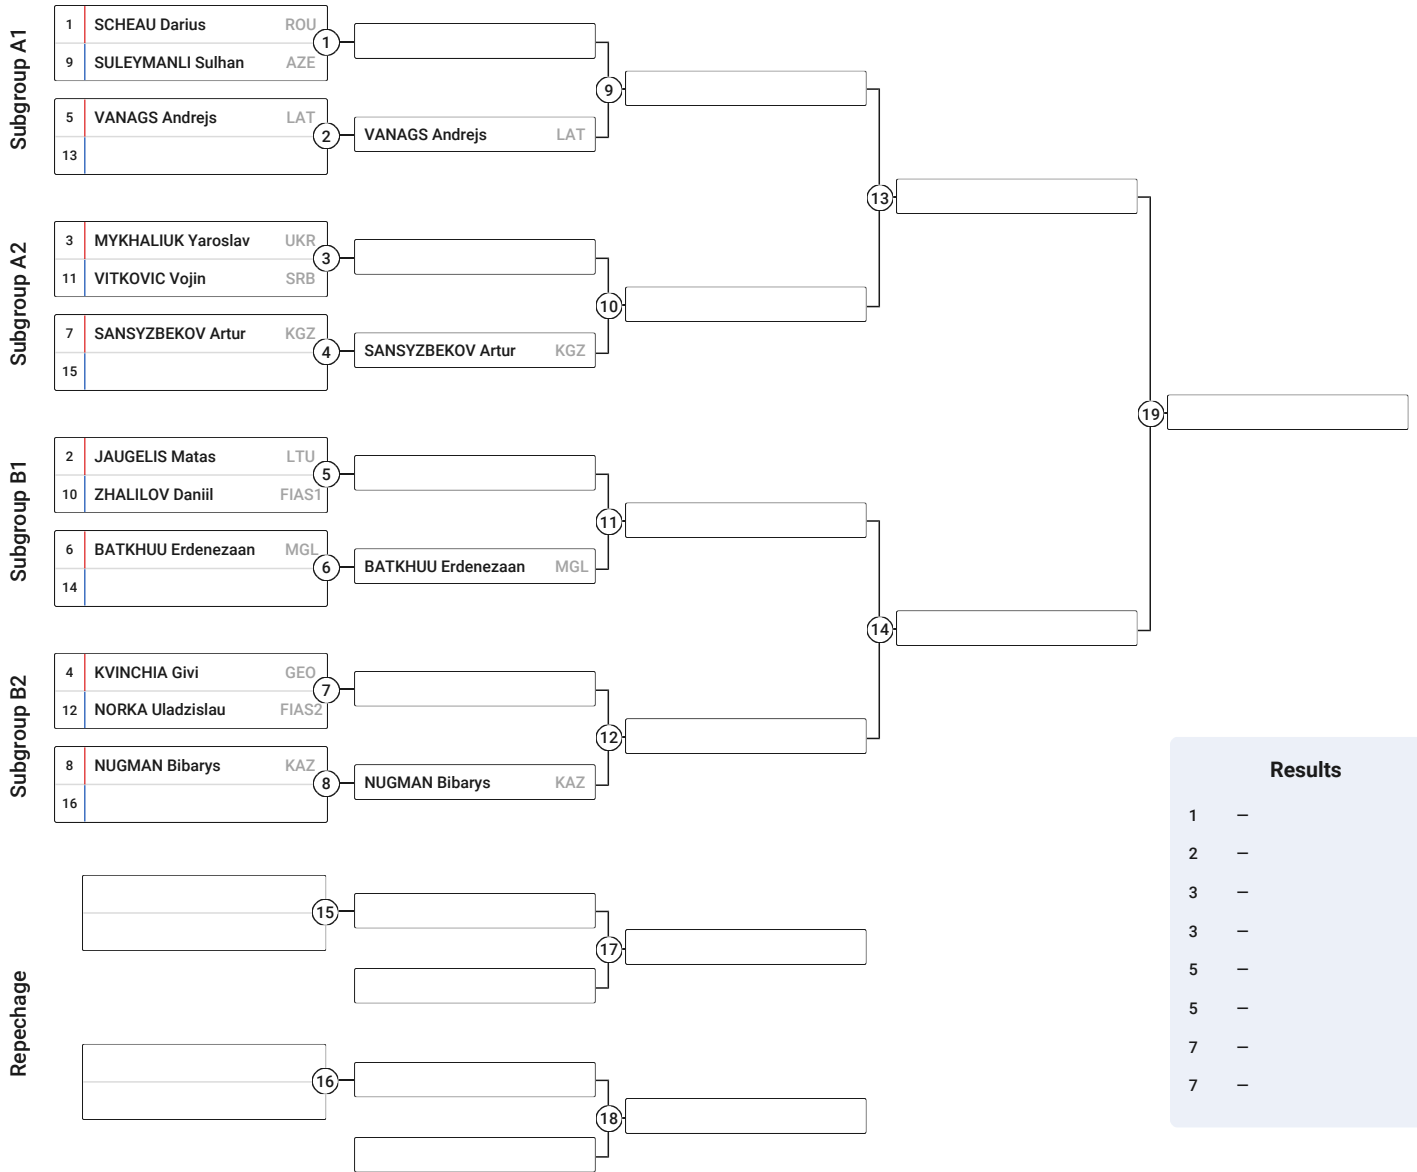 Subgroup A1
1 SCHEAU Darius ROU
9 SULEYMANLI Sulhan AZE
1
5 VANAGS Andrejs LAT
13
2
VANAGS Andrejs LAT
9
Subgroup A2
3 MYKHALIUK Yaroslav UKR
11 VITKOVIC Vojin SRB
3
7 SANSYZBEKOV Artur KGZ
15
4
SANSYZBEKOV Artur KGZ
10
13
Subgroup B1
2 JAUGELIS Matas LTU
10 ZHALILOV Daniil FIAS1
5
6 BATKHUU Erdenezaan MGL
14
6
BATKHUU Erdenezaan MGL
11
Subgroup B2
4 KVINCHIA Givi GEO
12 NORKA Uladzislau FIAS2
7
8 NUGMAN Bibarys KAZ
16
8
NUGMAN Bibarys KAZ
12
14
19
Repechage
15
17
16
18
Results
1 –
2 –
3 –
3 –
5 –
5 –
7 –
7 –